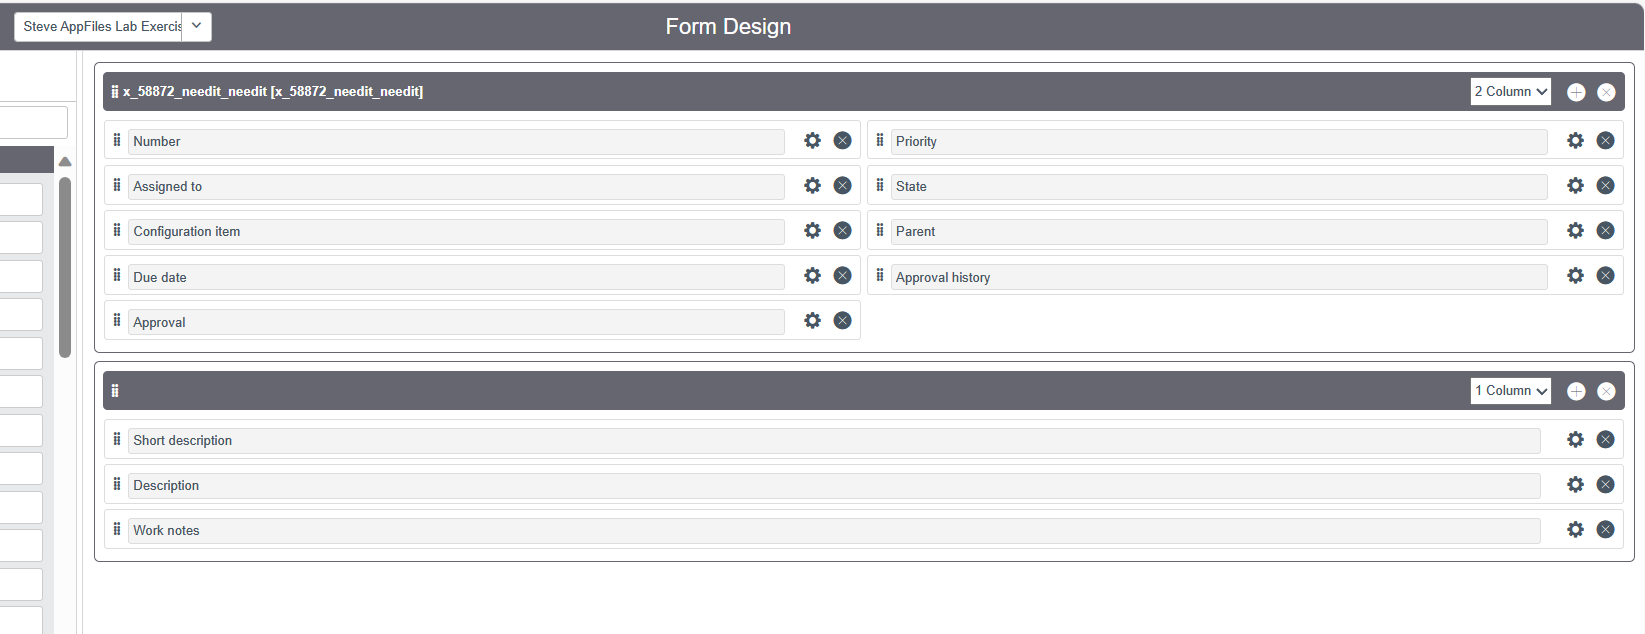 Steve AppFiles Lab Exercis
Form Design
x_58872_needit_needit [x_58872_needit_needit]
2 Column
Number
Priority
Assigned to
State
Configuration item
Parent
Due date
Approval history
Approval
1 Column
Short description
Description
Work notes